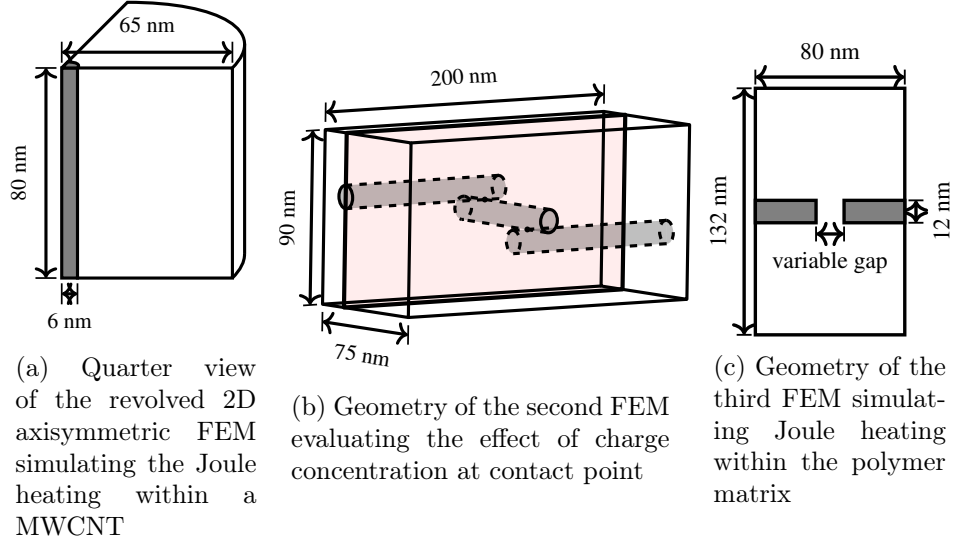 65 nm
80 nm
6 nm
(a) Quarter view
of the revolved 2D
axisymmetric FEM
simulating the Joule
heating within a
MWCNT
200 nm
90 nm
75 nm
(b) Geometry of the second FEM
evaluating the effect of charge
concentration at contact point
80 nm
132 nm
12 nm
variable gap
(c) Geometry of the
third FEM simulat-
ing Joule heating
within the polymer
matrix